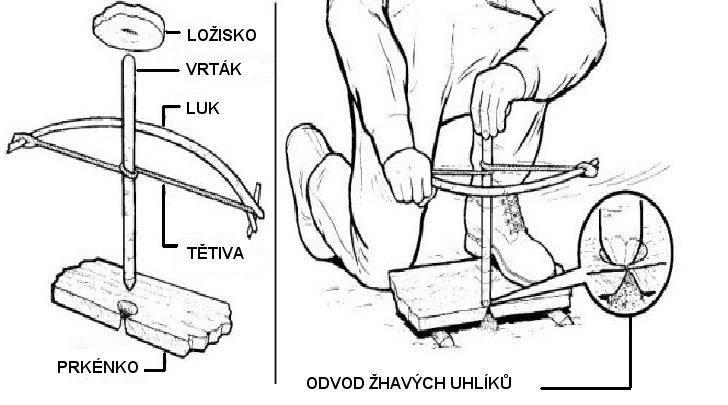 LOŽISKO
VRTÁK
LUK
TĚTIVA
PRKÉNKO
ODVOD ŽHAVÝCH UHLÍKŮ